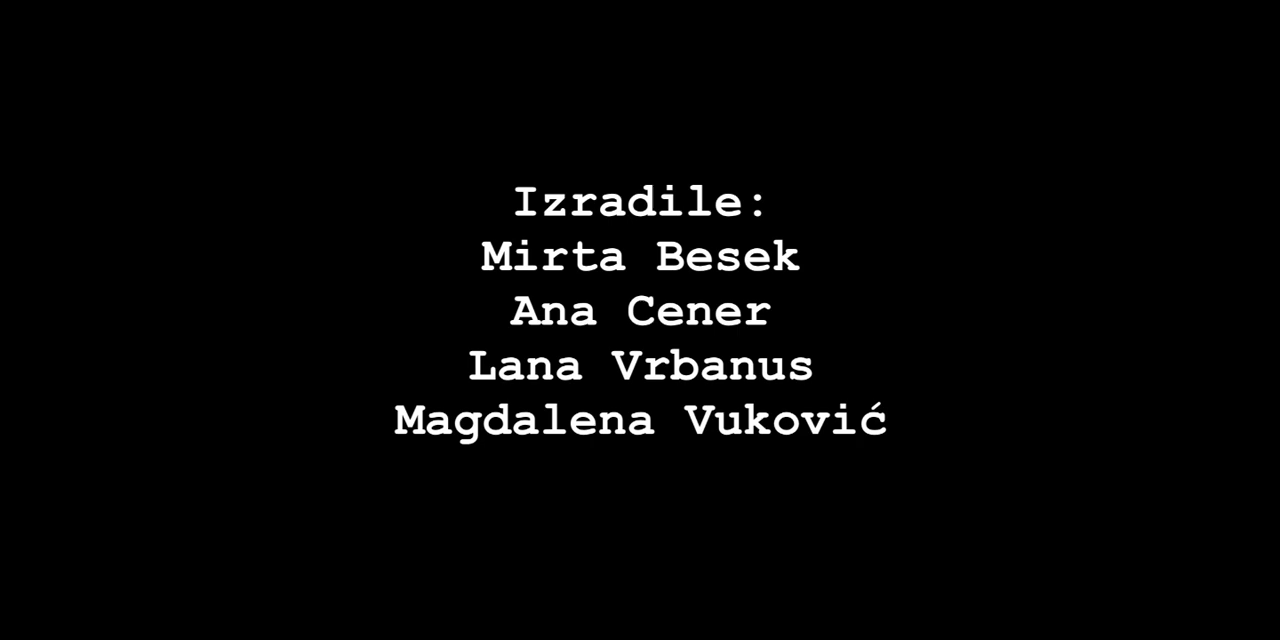 Izradile:
Mirta Besek
Ana Cener
Lana Vrbanus
Magdalena Vuković